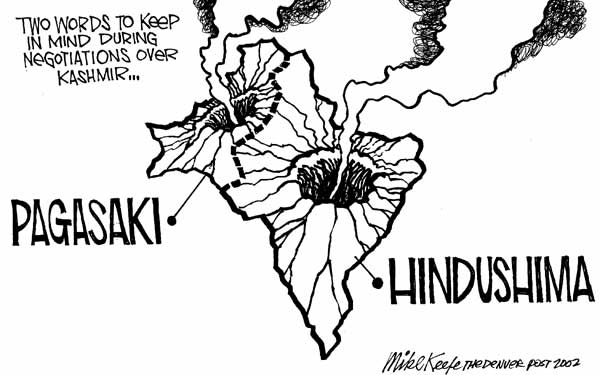 TWO WORDS TO KEEP
IN MIND DURING
NEGOTIATIONS OVER
KASHMIR...
PAGASAKI
HINDUSHIMA
Mike Keefe THE DENVER POST 2002